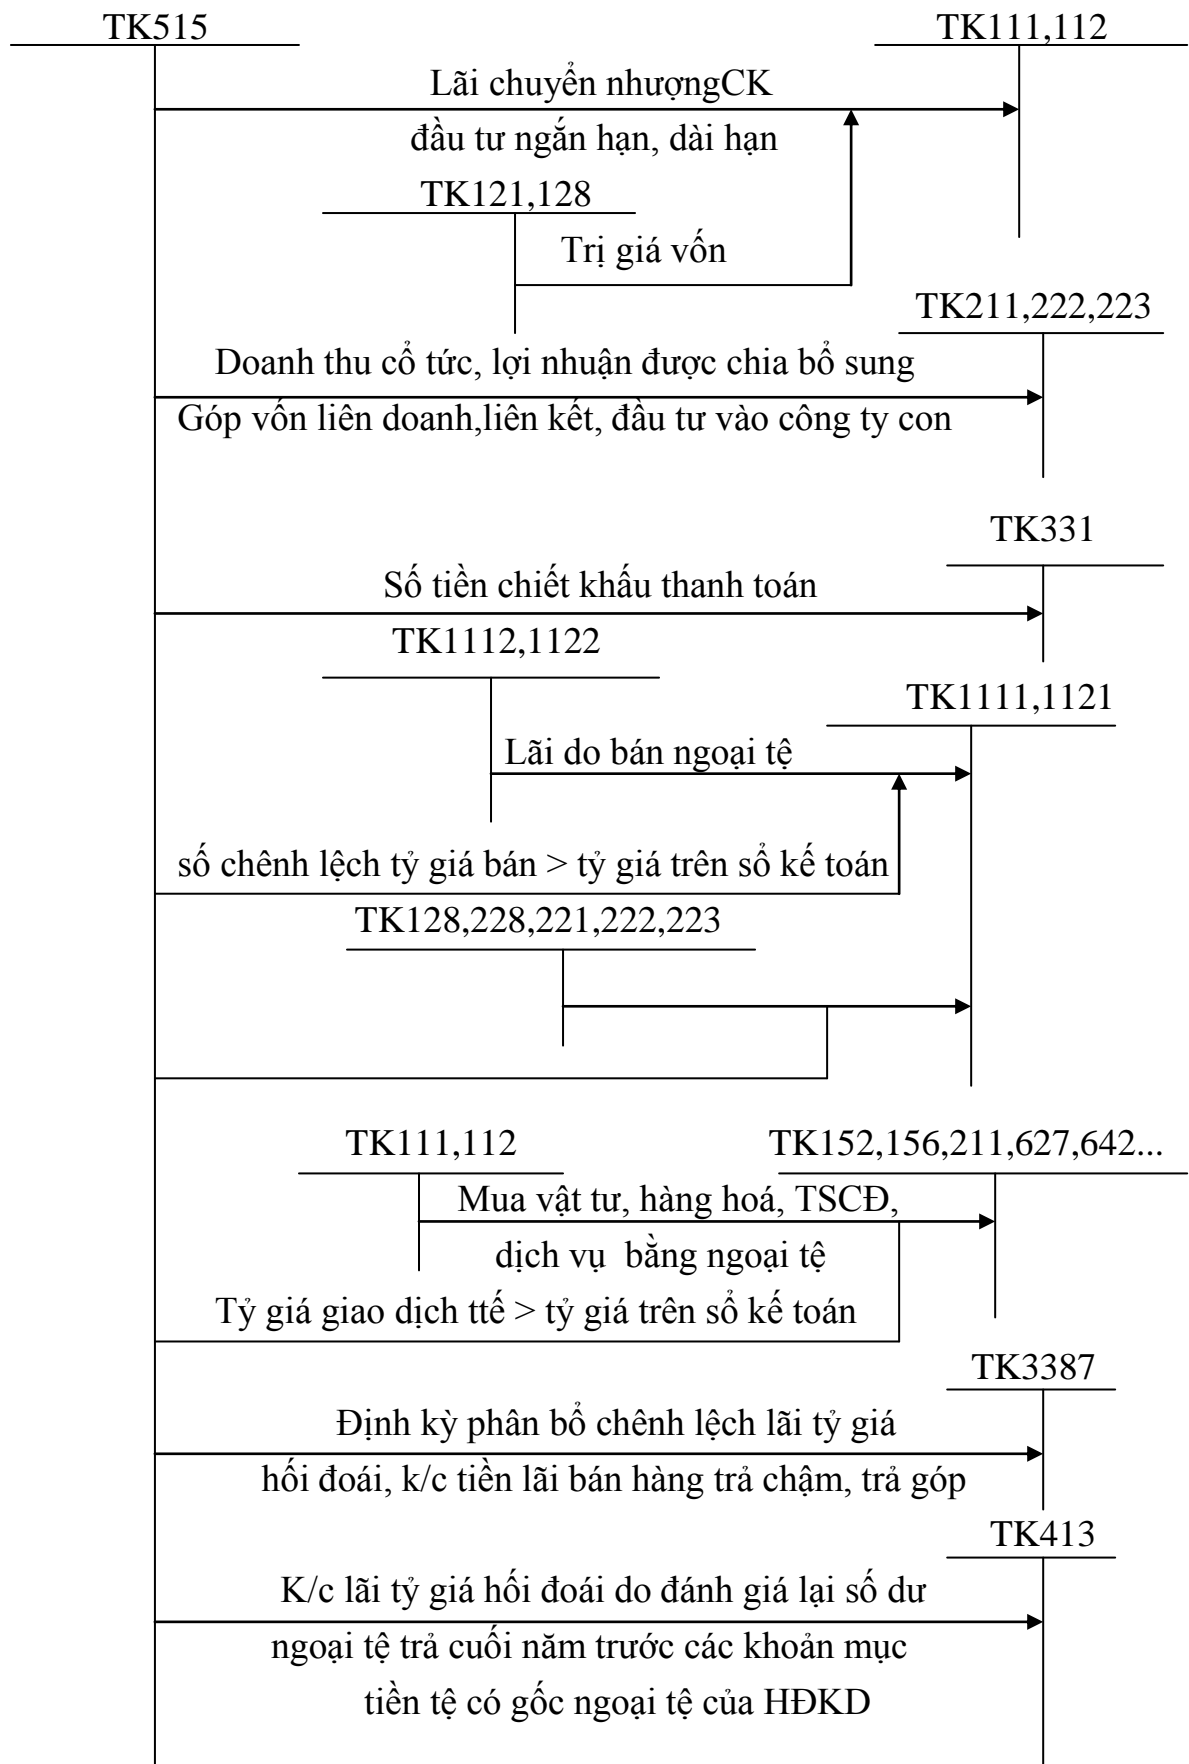 TK515
TK111,112
Lãi chuyển nhượngCK
đầu tư ngắn hạn, dài hạn
TK121,128
Trị giá vốn
TK211,222,223
Doanh thu cổ tức, lợi nhuận được chia bổ sung
Góp vốn liên doanh,liên kết, đầu tư vào công ty con
TK331
Số tiền chiết khấu thanh toán
TK1112,1122
TK1111,1121
Lãi do bán ngoại tệ
số chênh lệch tỷ giá bán > tỷ giá trên sổ kế toán
TK128,228,221,222,223
TK111,112
TK152,156,211,627,642...
Mua vật tư, hàng hoá, TSCĐ,
dịch vụ bằng ngoại tệ
Tỷ giá giao dịch ttế > tỷ giá trên sổ kế toán
TK3387
Định kỳ phân bổ chênh lệch lãi tỷ giá
hối đoái, k/c tiền lãi bán hàng trả chậm, trả góp
TK413
K/c lãi tỷ giá hối đoái do đánh giá lại số dư
ngoại tệ trả cuối năm trước các khoản mục
tiền tệ có gốc ngoại tệ của HĐKD